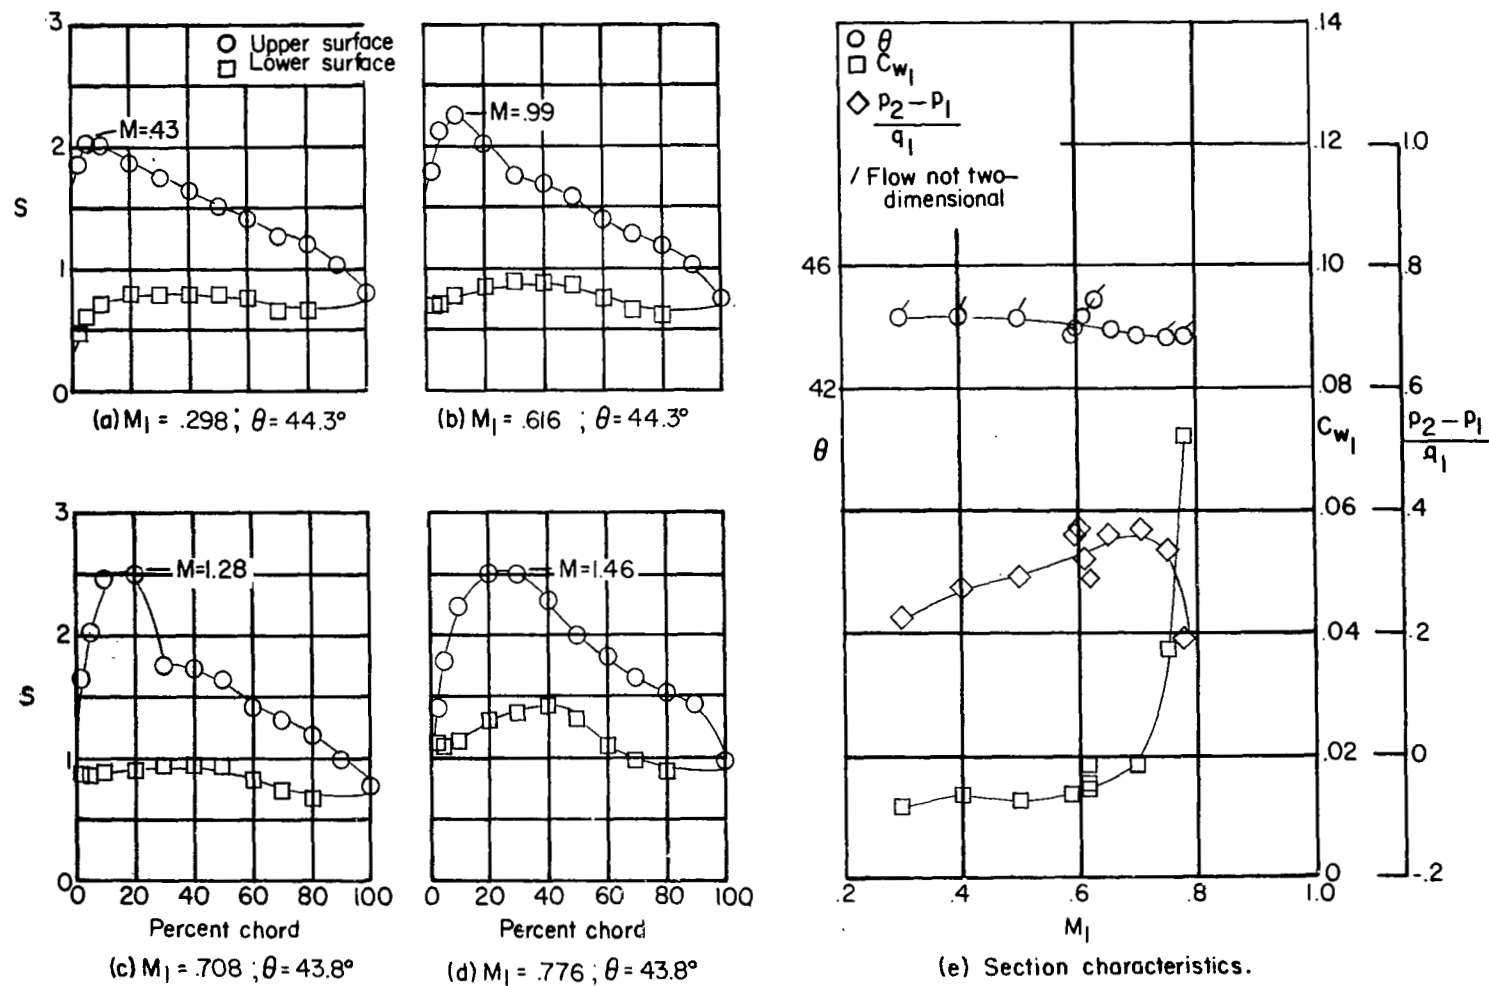 3
2
S
1
0
○ Upper surface
□ Lower surface
M=.43
(a) M₁ = .298; θ = 44.3°
M=.99
(b) M₁ = .616 ; θ = 44.3°
3
2
S
1
0
M=1.28
0 20 40 60 80 100
Percent chord
(c) M₁ = .708; θ = 43.8°
M=1.46
0 20 40 60 80 100
Percent chord
(d) M₁ = .776; θ = 43.8°
○ θ
□ Cw₁
◇ p₂ – p₁
q₁
/ Flow not two-
dimensional
46
42
θ
.14
.12
.10
.08
Cw₁
.06
.04
.02
0
1.0
.8
.6
p₂ – p₁
q₁
.4
.2
0
-.2
.2 .4 .6 .8 1.0
M₁
(e) Section characteristics.